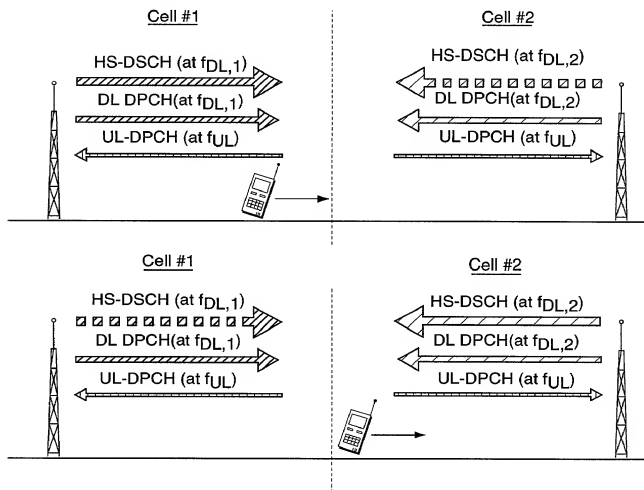 Cell #1
HS-DSCH (at fDL,1)
DL DPCH(at fDL,1)
UL-DPCH (at fUL)
Cell #2
HS-DSCH (at fDL,2)
DL DPCH(at fDL,2)
UL-DPCH (at fUL)
Cell #1
HS-DSCH (at fDL,1)
DL DPCH(at fDL,1)
UL-DPCH (at fUL)
Cell #2
HS-DSCH (at fDL,2)
DL DPCH(at fDL,2)
UL-DPCH (at fUL)